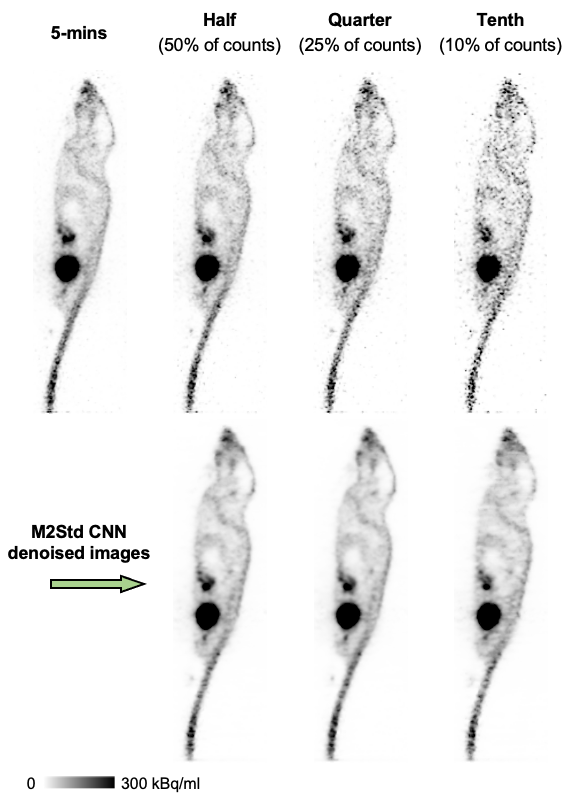 5-mins
Half
(50% of counts)
Quarter
(25% of counts)
Tenth
(10% of counts)
M2Std CNN
denoised images
0
300 kBq/ml